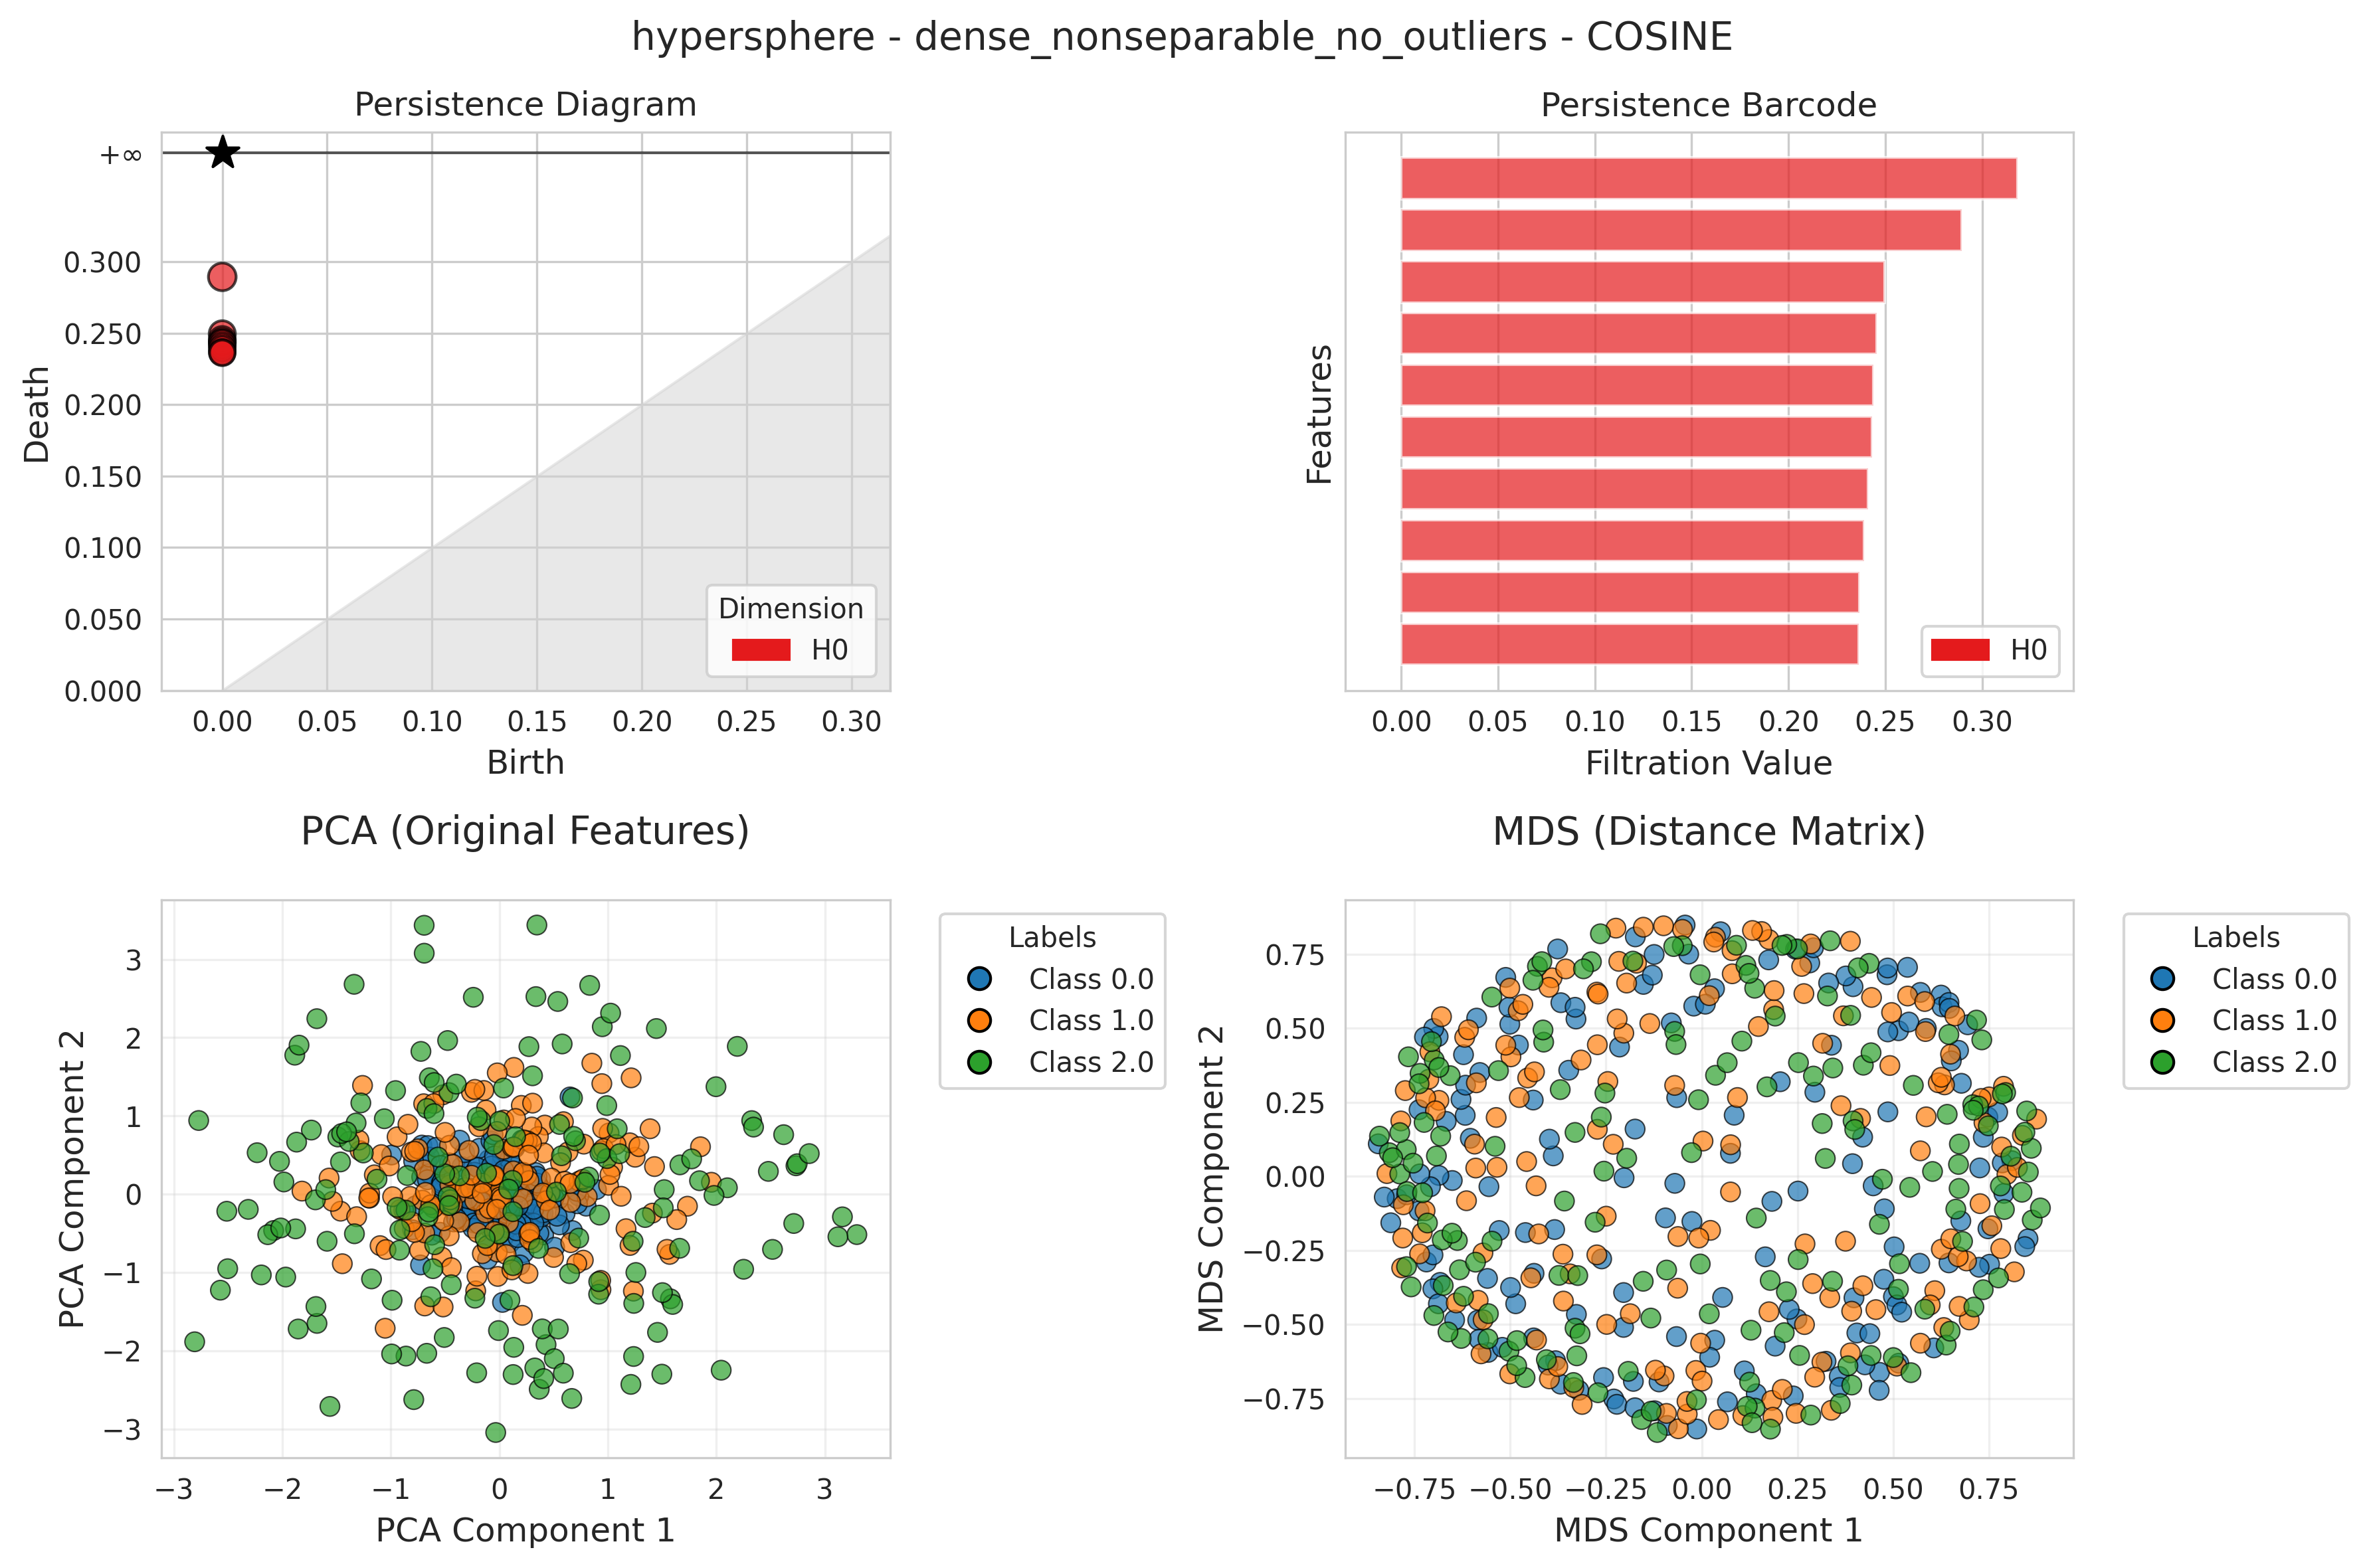 hypersphere - dense_nonseparable_no_outliers - COSINE
Persistence Diagram
+∞
0.300
0.250
0.200
0.150
0.100
0.050
0.000
Death
0.00 0.05 0.10 0.15 0.20 0.25 0.30
Birth
Dimension
H0
Persistence Barcode
Features
0.00 0.05 0.10 0.15 0.20 0.25 0.30
Filtration Value
H0
PCA (Original Features)
PCA Component 2
3
2
1
0
−1
−2
−3
−3 −2 −1 0 1 2 3
PCA Component 1
Labels
Class 0.0
Class 1.0
Class 2.0
MDS (Distance Matrix)
MDS Component 2
0.75
0.50
0.25
0.00
−0.25
−0.50
−0.75
−0.75 −0.50 −0.25 0.00 0.25 0.50 0.75
MDS Component 1
Labels
Class 0.0
Class 1.0
Class 2.0